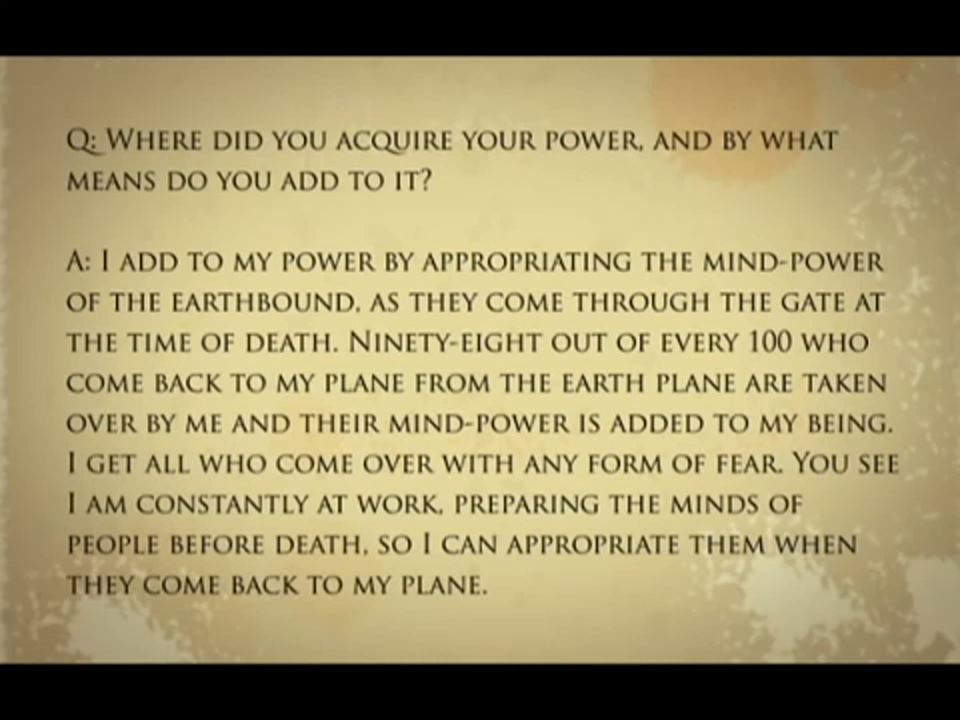 Q: Where did you acquire your power, and by what
means do you add to it?
A: I add to my power by appropriating the mind-power
of the earthbound, as they come through the gate at
the time of death. Ninety-eight out of every 100 who
come back to my plane from the earth plane are taken
over by me and their mind-power is added to my being.
I get all who come over with any form of fear. You see
I am constantly at work, preparing the minds of
people before death, so I can appropriate them when
they come back to my plane.